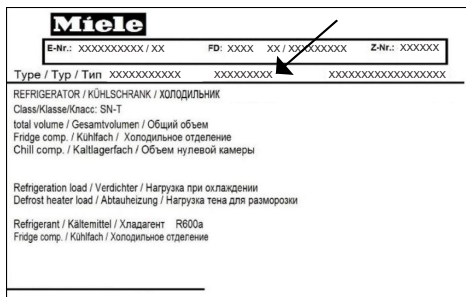 Miele
E-Nr.: XXXXXXXXXX / XX FD: XXXX XX / XXXXXXXXX Z-Nr.: XXXXXX
Type / Typ / Тип XXXXXXXXXXX XXXXXXXXX XXXXXXXXXXXXXXXXXX
REFRIGERATOR / KÜHLSCHRANK / ХОЛОДИЛЬНИК
Class/Klasse/Класс: SN-T
total volume / Gesamtvolumen / Общий объем
Fridge comp. / Kühlfach / Холодильное отделение
Chill comp. / Kaltlagerfach / Объем нулевой камеры
Refrigeration load / Verdichter / Нагрузка при охлаждении
Defrost heater load / Abtauheizung / Нагрузка тена для разморозки
Refrigerant / Kältemittel / Хладагент R600a
Fridge comp. / Kühlfach / Холодильное отделение